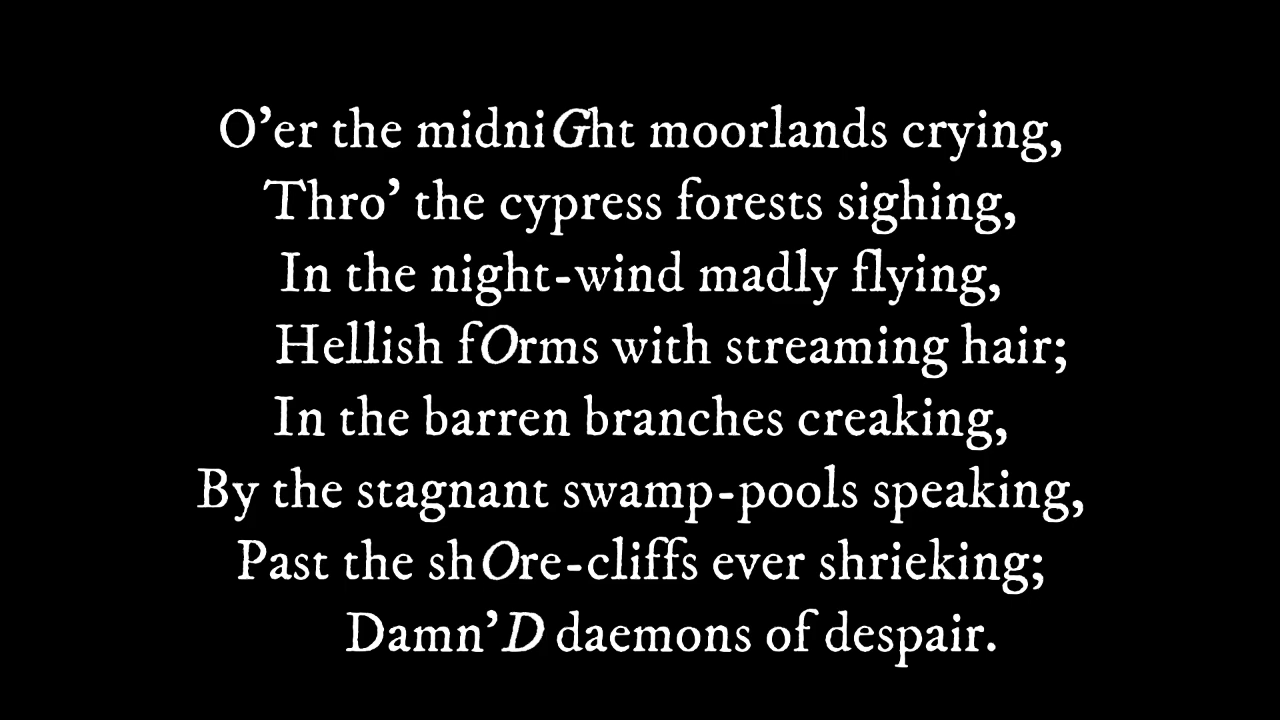 O’er the midniGht moorlands crying,
Thro’ the cypress forests sighing,
In the night-wind madly flying,
Hellish fOrms with streaming hair;
In the barren branches creaking,
By the stagnant swamp-pools speaking,
Past the shOre-cliffs ever shrieking;
Damn’D daemons of despair.